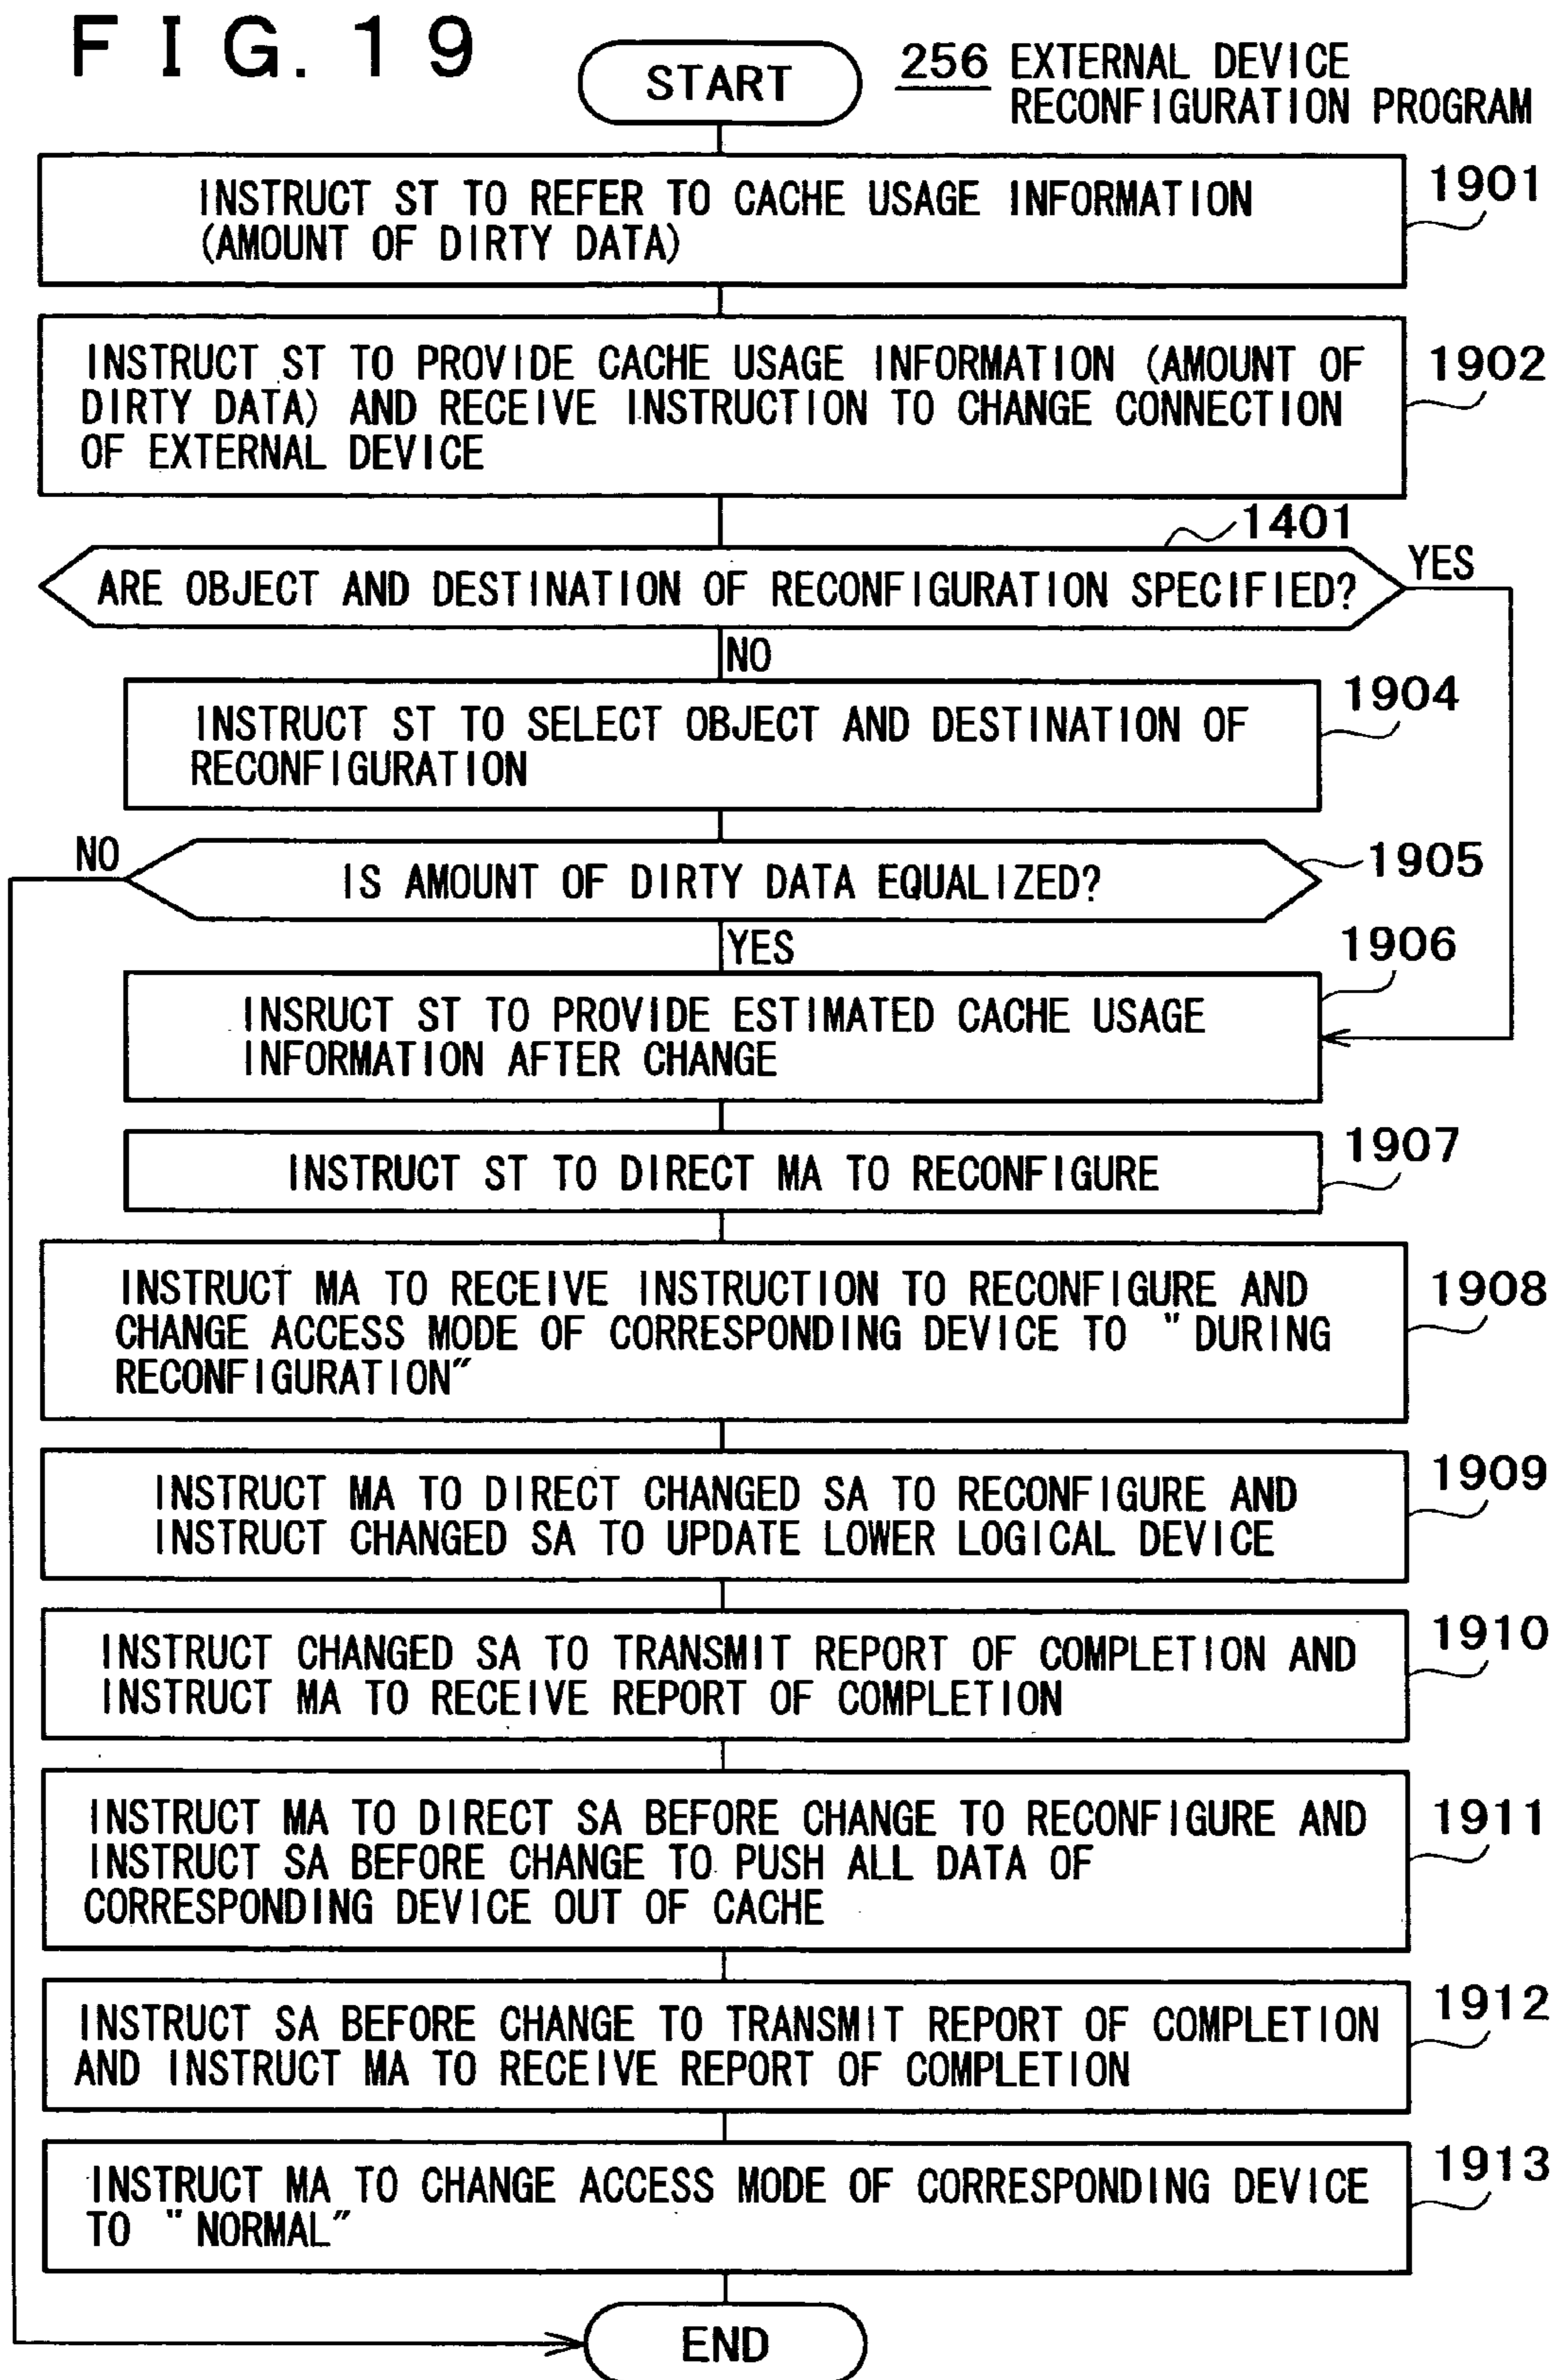 FIG. 19
START
256 EXTERNAL DEVICE
RECONFIGURATION PROGRAM
INSTRUCT ST TO REFER TO CACHE USAGE INFORMATION
(AMOUNT OF DIRTY DATA)
1901
INSTRUCT ST TO PROVIDE CACHE USAGE INFORMATION (AMOUNT OF
DIRTY DATA) AND RECEIVE INSTRUCTION TO CHANGE CONNECTION
OF EXTERNAL DEVICE
1902
1401
ARE OBJECT AND DESTINATION OF RECONFIGURATION SPECIFIED?
YES
NO
INSTRUCT ST TO SELECT OBJECT AND DESTINATION OF
RECONFIGURATION
1904
NO
IS AMOUNT OF DIRTY DATA EQUALIZED?
1905
YES
1906
INSRUCT ST TO PROVIDE ESTIMATED CACHE USAGE
INFORMATION AFTER CHANGE
INSTRUCT ST TO DIRECT MA TO RECONFIGURE
1907
INSTRUCT MA TO RECEIVE INSTRUCTION TO RECONFIGURE AND
CHANGE ACCESS MODE OF CORRESPONDING DEVICE TO "DURING
RECONFIGURATION"
1908
INSTRUCT MA TO DIRECT CHANGED SA TO RECONFIGURE AND
INSTRUCT CHANGED SA TO UPDATE LOWER LOGICAL DEVICE
1909
INSTRUCT CHANGED SA TO TRANSMIT REPORT OF COMPLETION AND
INSTRUCT MA TO RECEIVE REPORT OF COMPLETION
1910
INSTRUCT MA TO DIRECT SA BEFORE CHANGE TO RECONFIGURE AND
INSTRUCT SA BEFORE CHANGE TO PUSH ALL DATA OF
CORRESPONDING DEVICE OUT OF CACHE
1911
INSTRUCT SA BEFORE CHANGE TO TRANSMIT REPORT OF COMPLETION
AND INSTRUCT MA TO RECEIVE REPORT OF COMPLETION
1912
INSTRUCT MA TO CHANGE ACCESS MODE OF CORRESPONDING DEVICE
TO "NORMAL"
1913
END